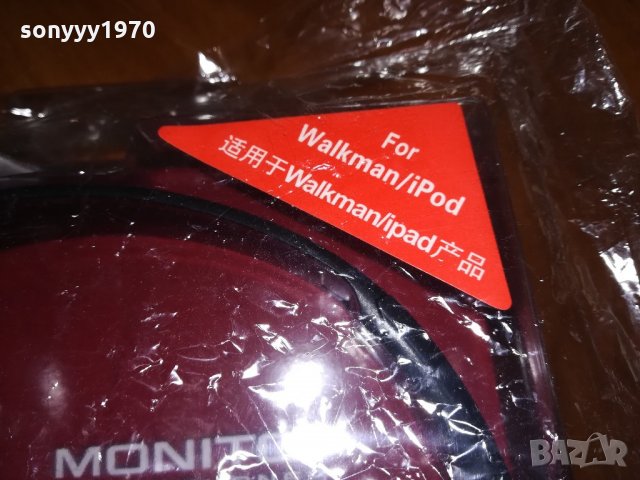 sonyyy1970
For
Walkman/iPod
适用于Walkman/ipad产品
BAZAR